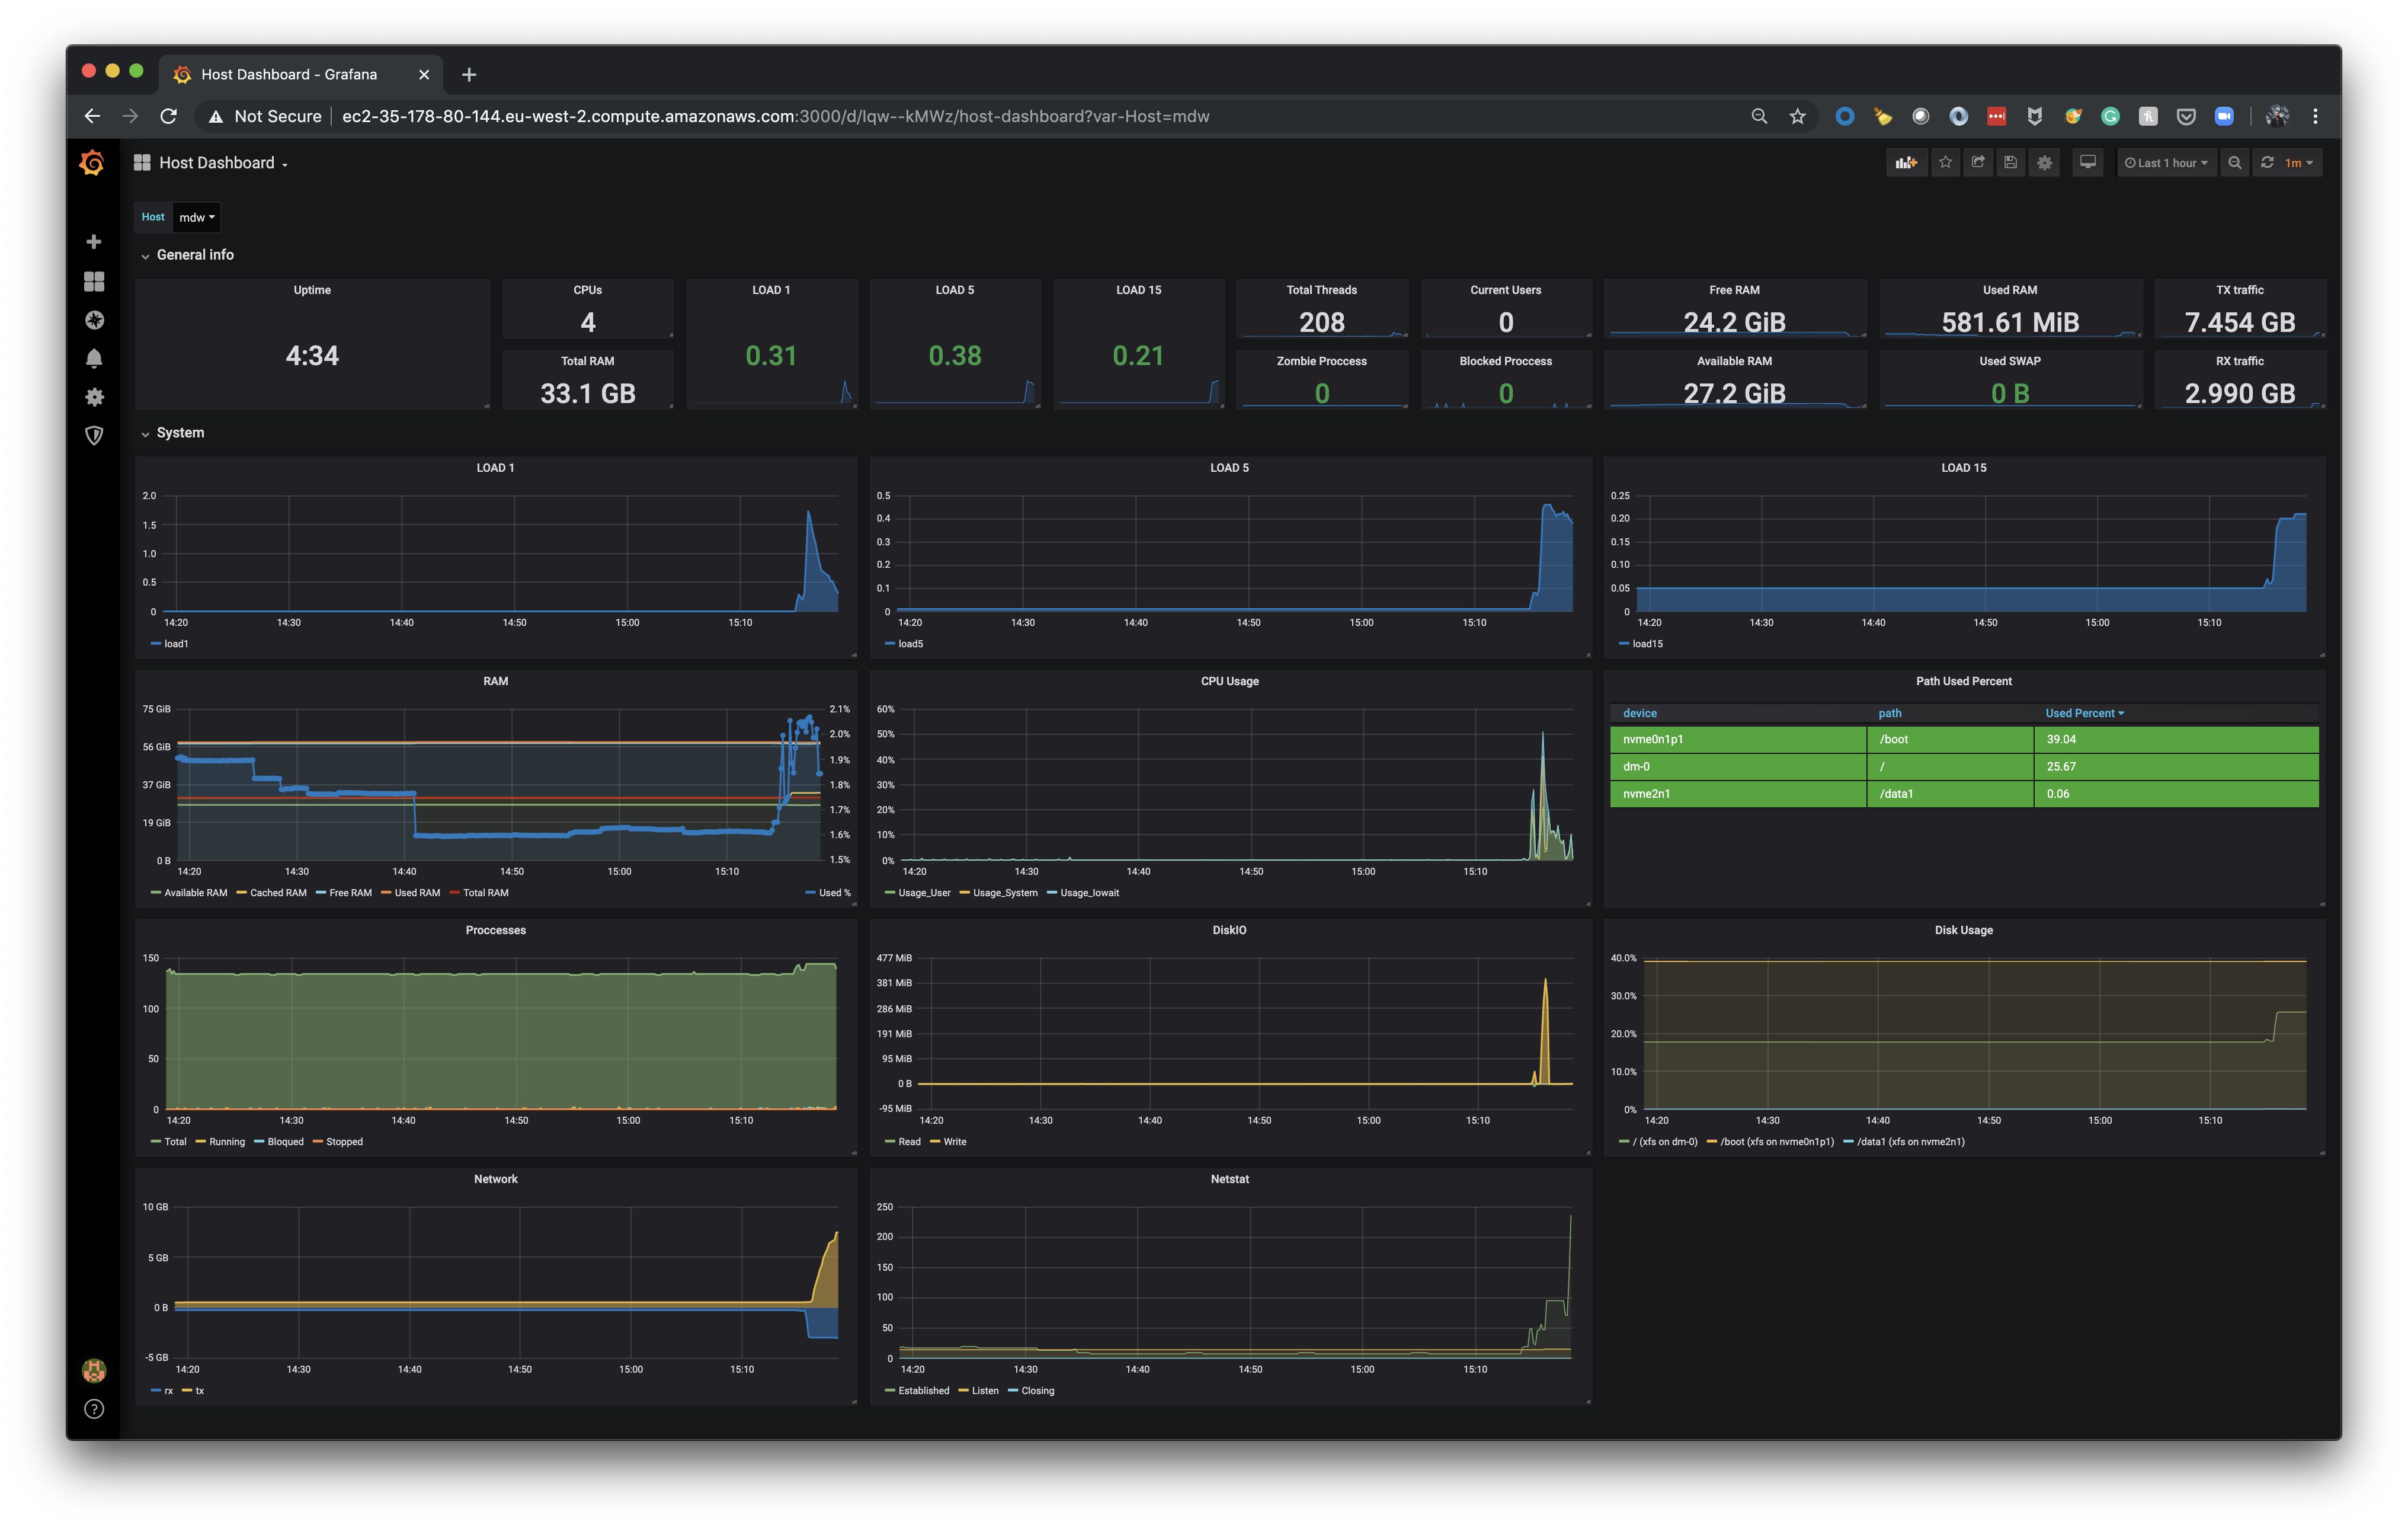 Host Dashboard - Grafana
Not Secure ec2-35-178-80-144.eu-west-2.compute.amazonaws.com:3000/d/Iqw--kMWz/host-dashboard?var-Host=mdw
Host Dashboard
Last 1 hour 1m
Host mdw
General info
Uptime CPUs LOAD 1 LOAD 5 LOAD 15 Total Threads Current Users Free RAM Used RAM TX traffic
4 208 0 24.2 GiB 581.61 MiB 7.454 GB
4:34 0.31 0.38 0.21
Total RAM Zombie Proccess Blocked Proccess Available RAM Used SWAP RX traffic
33.1 GB 0 0 27.2 GiB 0 B 2.990 GB
System
LOAD 1
2.0
1.5
1.0
0.5
0
14:20 14:30 14:40 14:50 15:00 15:10
load1
LOAD 5
0.5
0.4
0.3
0.2
0.1
0
14:20 14:30 14:40 14:50 15:00 15:10
load5
LOAD 15
0.25
0.20
0.15
0.10
0.05
0
14:20 14:30 14:40 14:50 15:00 15:10
load15
RAM
75 GiB 2.1%
56 GiB 2.0%
1.9%
37 GiB 1.8%
1.7%
19 GiB 1.6%
0 B 1.5%
14:20 14:30 14:40 14:50 15:00 15:10
Available RAM Cached RAM Free RAM Used RAM Total RAM Used %
CPU Usage
60%
50%
40%
30%
20%
10%
0%
14:20 14:30 14:40 14:50 15:00 15:10
Usage_User Usage_System Usage_Iowait
Path Used Percent
device path Used Percent
nvme0n1p1 /boot 39.04
dm-0 / 25.67
nvme2n1 /data1 0.06
Proccesses
150
100
50
0
14:20 14:30 14:40 14:50 15:00 15:10
Total Running Bloqued Stopped
DiskIO
477 MiB
381 MiB
286 MiB
191 MiB
95 MiB
0 B
-95 MiB
14:20 14:30 14:40 14:50 15:00 15:10
Read Write
Disk Usage
40.0%
30.0%
20.0%
10.0%
0%
14:20 14:30 14:40 14:50 15:00 15:10
/ (xfs on dm-0) /boot (xfs on nvme0n1p1) /data1 (xfs on nvme2n1)
Network
10 GB
5 GB
0 B
-5 GB
14:20 14:30 14:40 14:50 15:00 15:10
rx tx
Netstat
250
200
150
100
50
0
14:20 14:30 14:40 14:50 15:00 15:10
Established Listen Closing